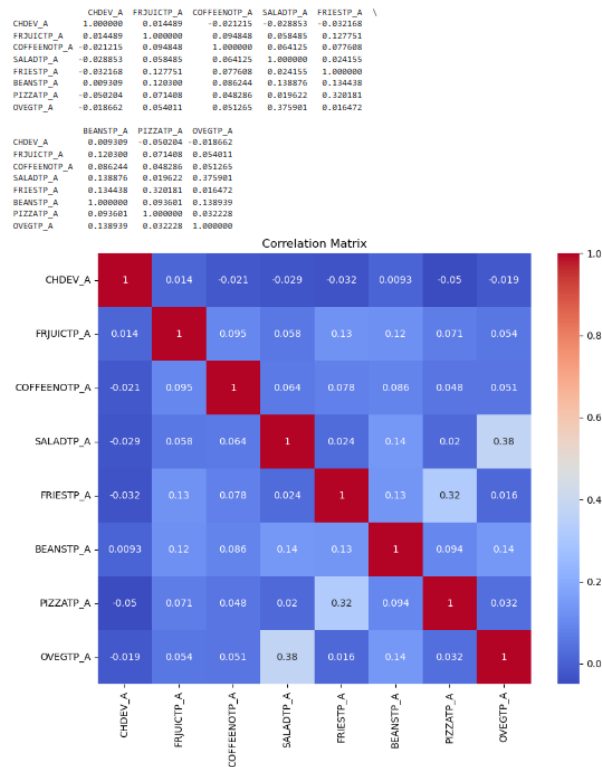 CHDEV_A FRJUICTP_A COFFEENOTP_A SALADTP_A FRIESTP_A \
CHDEV_A 1.000000 0.014489 -0.021215 -0.028853 -0.032168
FRJUICTP_A 0.014489 1.000000 0.094848 0.058485 0.127751
COFFEENOTP_A -0.021215 0.094848 1.000000 0.064125 0.077608
SALADTP_A -0.028853 0.058485 0.064125 1.000000 0.024155
FRIESTP_A -0.032168 0.127751 0.077608 0.024155 1.000000
BEANSTP_A 0.009309 0.120300 0.086244 0.138876 0.134438
PIZZATP_A -0.050204 0.071408 0.048286 0.019622 0.320181
OVEGTP_A -0.018662 0.054011 0.051265 0.375901 0.016472
BEANSTP_A PIZZATP_A OVEGTP_A
CHDEV_A 0.009309 -0.050204 -0.018662
FRJUICTP_A 0.120300 0.071408 0.054011
COFFEENOTP_A 0.086244 0.048286 0.051265
SALADTP_A 0.138876 0.019622 0.375901
FRIESTP_A 0.134438 0.320181 0.016472
BEANSTP_A 1.000000 0.093601 0.138939
PIZZATP_A 0.093601 1.000000 0.032228
OVEGTP_A 0.138939 0.032228 1.000000
Correlation Matrix
CHDEV_A 1 0.014 -0.021 -0.029 -0.032 0.0093 -0.05 -0.019
FRJUICTP_A 0.014 1 0.095 0.058 0.13 0.12 0.071 0.054
COFFEENOTP_A -0.021 0.095 1 0.064 0.078 0.086 0.048 0.051
SALADTP_A -0.029 0.058 0.064 1 0.024 0.14 0.02 0.38
FRIESTP_A -0.032 0.13 0.078 0.024 1 0.13 0.32 0.016
BEANSTP_A 0.0093 0.12 0.086 0.14 0.13 1 0.094 0.14
PIZZATP_A -0.05 0.071 0.048 0.02 0.32 0.094 1 0.032
OVEGTP_A -0.019 0.054 0.051 0.38 0.016 0.14 0.032 1
CHDEV_A
FRJUICTP_A
COFFEENOTP_A
SALADTP_A
FRIESTP_A
BEANSTP_A
PIZZATP_A
OVEGTP_A
1.0
0.8
0.6
0.4
0.2
0.0